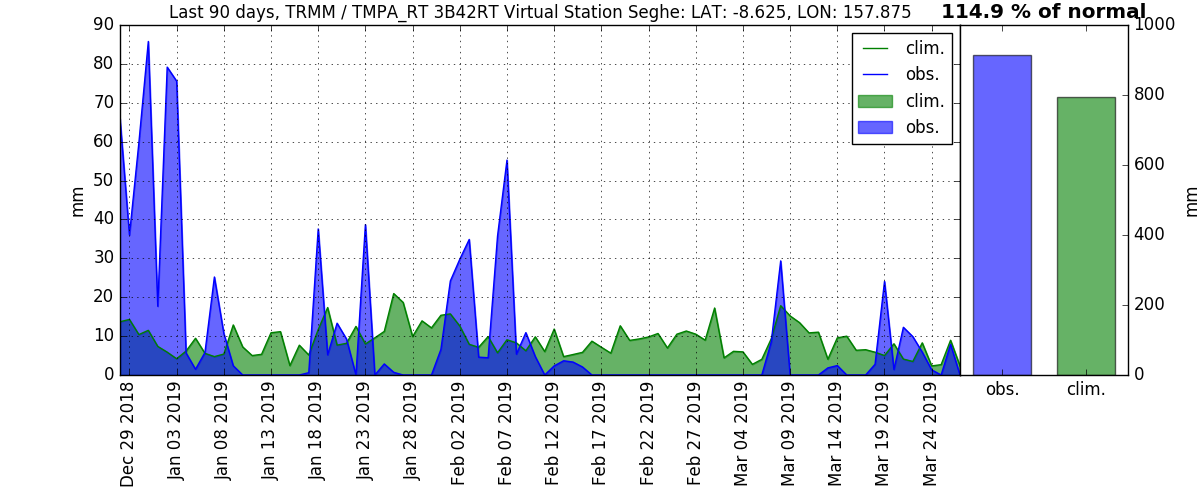 Last 90 days, TRMM / TMPA_RT 3B42RT Virtual Station Seghe: LAT: -8.625, LON: 157.875
114.9 % of normal
90
80
70
60
50
40
30
20
10
0
mm
clim.
obs.
clim.
obs.
1000
800
600
400
200
0
mm
Dec 29 2018
Jan 03 2019
Jan 08 2019
Jan 13 2019
Jan 18 2019
Jan 23 2019
Jan 28 2019
Feb 02 2019
Feb 07 2019
Feb 12 2019
Feb 17 2019
Feb 22 2019
Feb 27 2019
Mar 04 2019
Mar 09 2019
Mar 14 2019
Mar 19 2019
Mar 24 2019
obs.
clim.